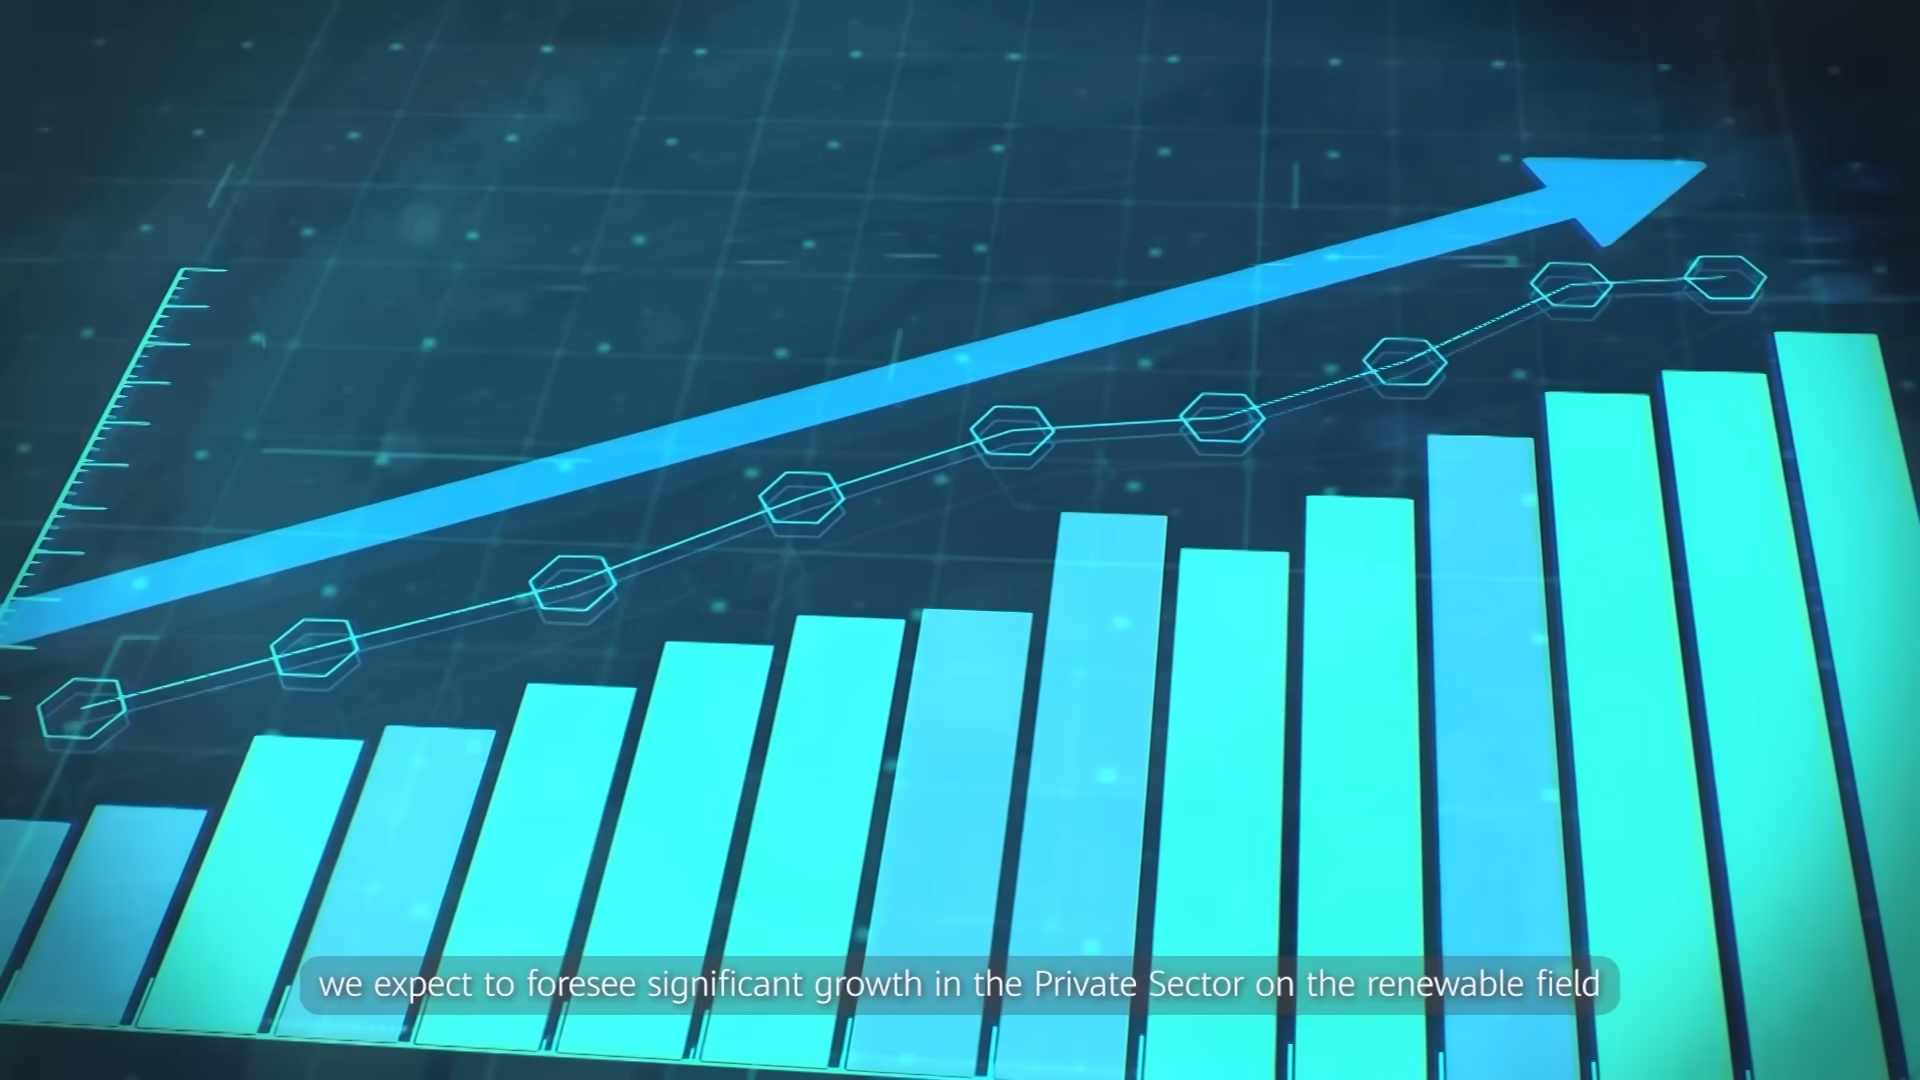 we expect to foresee significant growth in the Private Sector on the renewable field